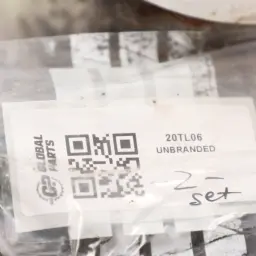 GLOBAL
PARTS
20TL06
UNBRANDED
2-
set